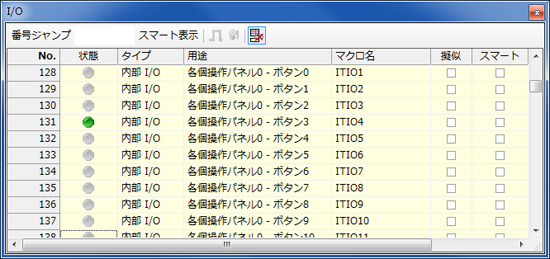 I/O
番号ジャンプ スマート表示
No. 状態 タイプ 用途 マクロ名 擬似 スマート
128 内部 I/O 各個操作パネル0 - ボタン0 ITIO1
129 内部 I/O 各個操作パネル0 - ボタン1 ITIO2
130 内部 I/O 各個操作パネル0 - ボタン2 ITIO3
131 内部 I/O 各個操作パネル0 - ボタン3 ITIO4
132 内部 I/O 各個操作パネル0 - ボタン4 ITIO5
133 内部 I/O 各個操作パネル0 - ボタン5 ITIO6
134 内部 I/O 各個操作パネル0 - ボタン6 ITIO7
135 内部 I/O 各個操作パネル0 - ボタン7 ITIO8
136 内部 I/O 各個操作パネル0 - ボタン8 ITIO9
137 内部 I/O 各個操作パネル0 - ボタン9 ITIO10
138 内部 I/O 各個操作パネル0 - ボタン10 ITIO11